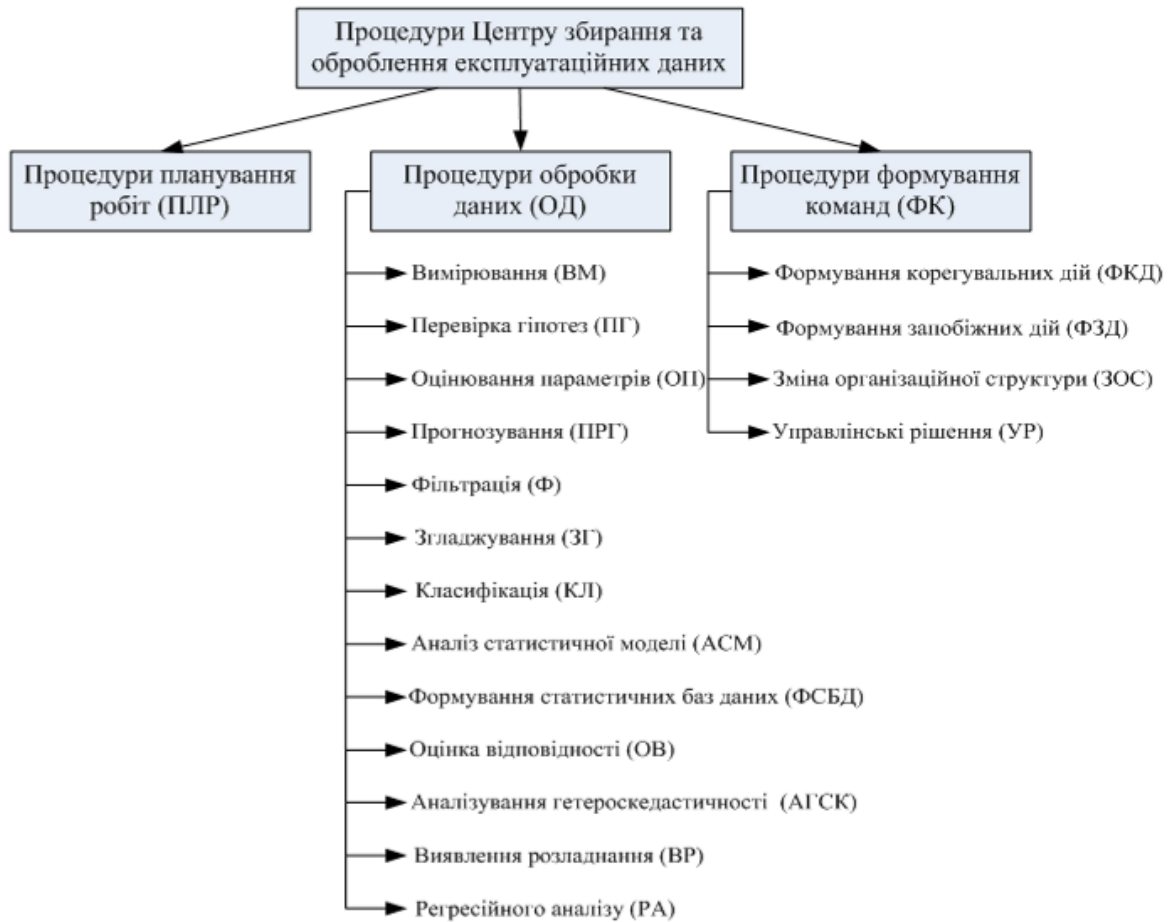 Процедури Центру збирання та
оброблення експлуатаційних даних
Процедури планування
робіт (ПЛР)
Процедури обробки
даних (ОД)
Вимірювання (ВМ)
Перевірка гіпотез (ПГ)
Оцінювання параметрів (ОП)
Прогнозування (ПРГ)
Фільтрація (Ф)
Згладжування (ЗГ)
Класифікація (КЛ)
Аналіз статистичної моделі (АСМ)
Формування статистичних баз даних (ФСБД)
Оцінка відповідності (ОВ)
Аналізування гетероскедастичності (АГСК)
Виявлення розладнання (ВР)
Регресійного аналізу (РА)
Процедури формування
команд (ФК)
Формування корегувальних дій (ФКД)
Формування запобіжних дій (ФЗД)
Зміна організаційної структури (ЗОС)
Управлінські рішення (УР)